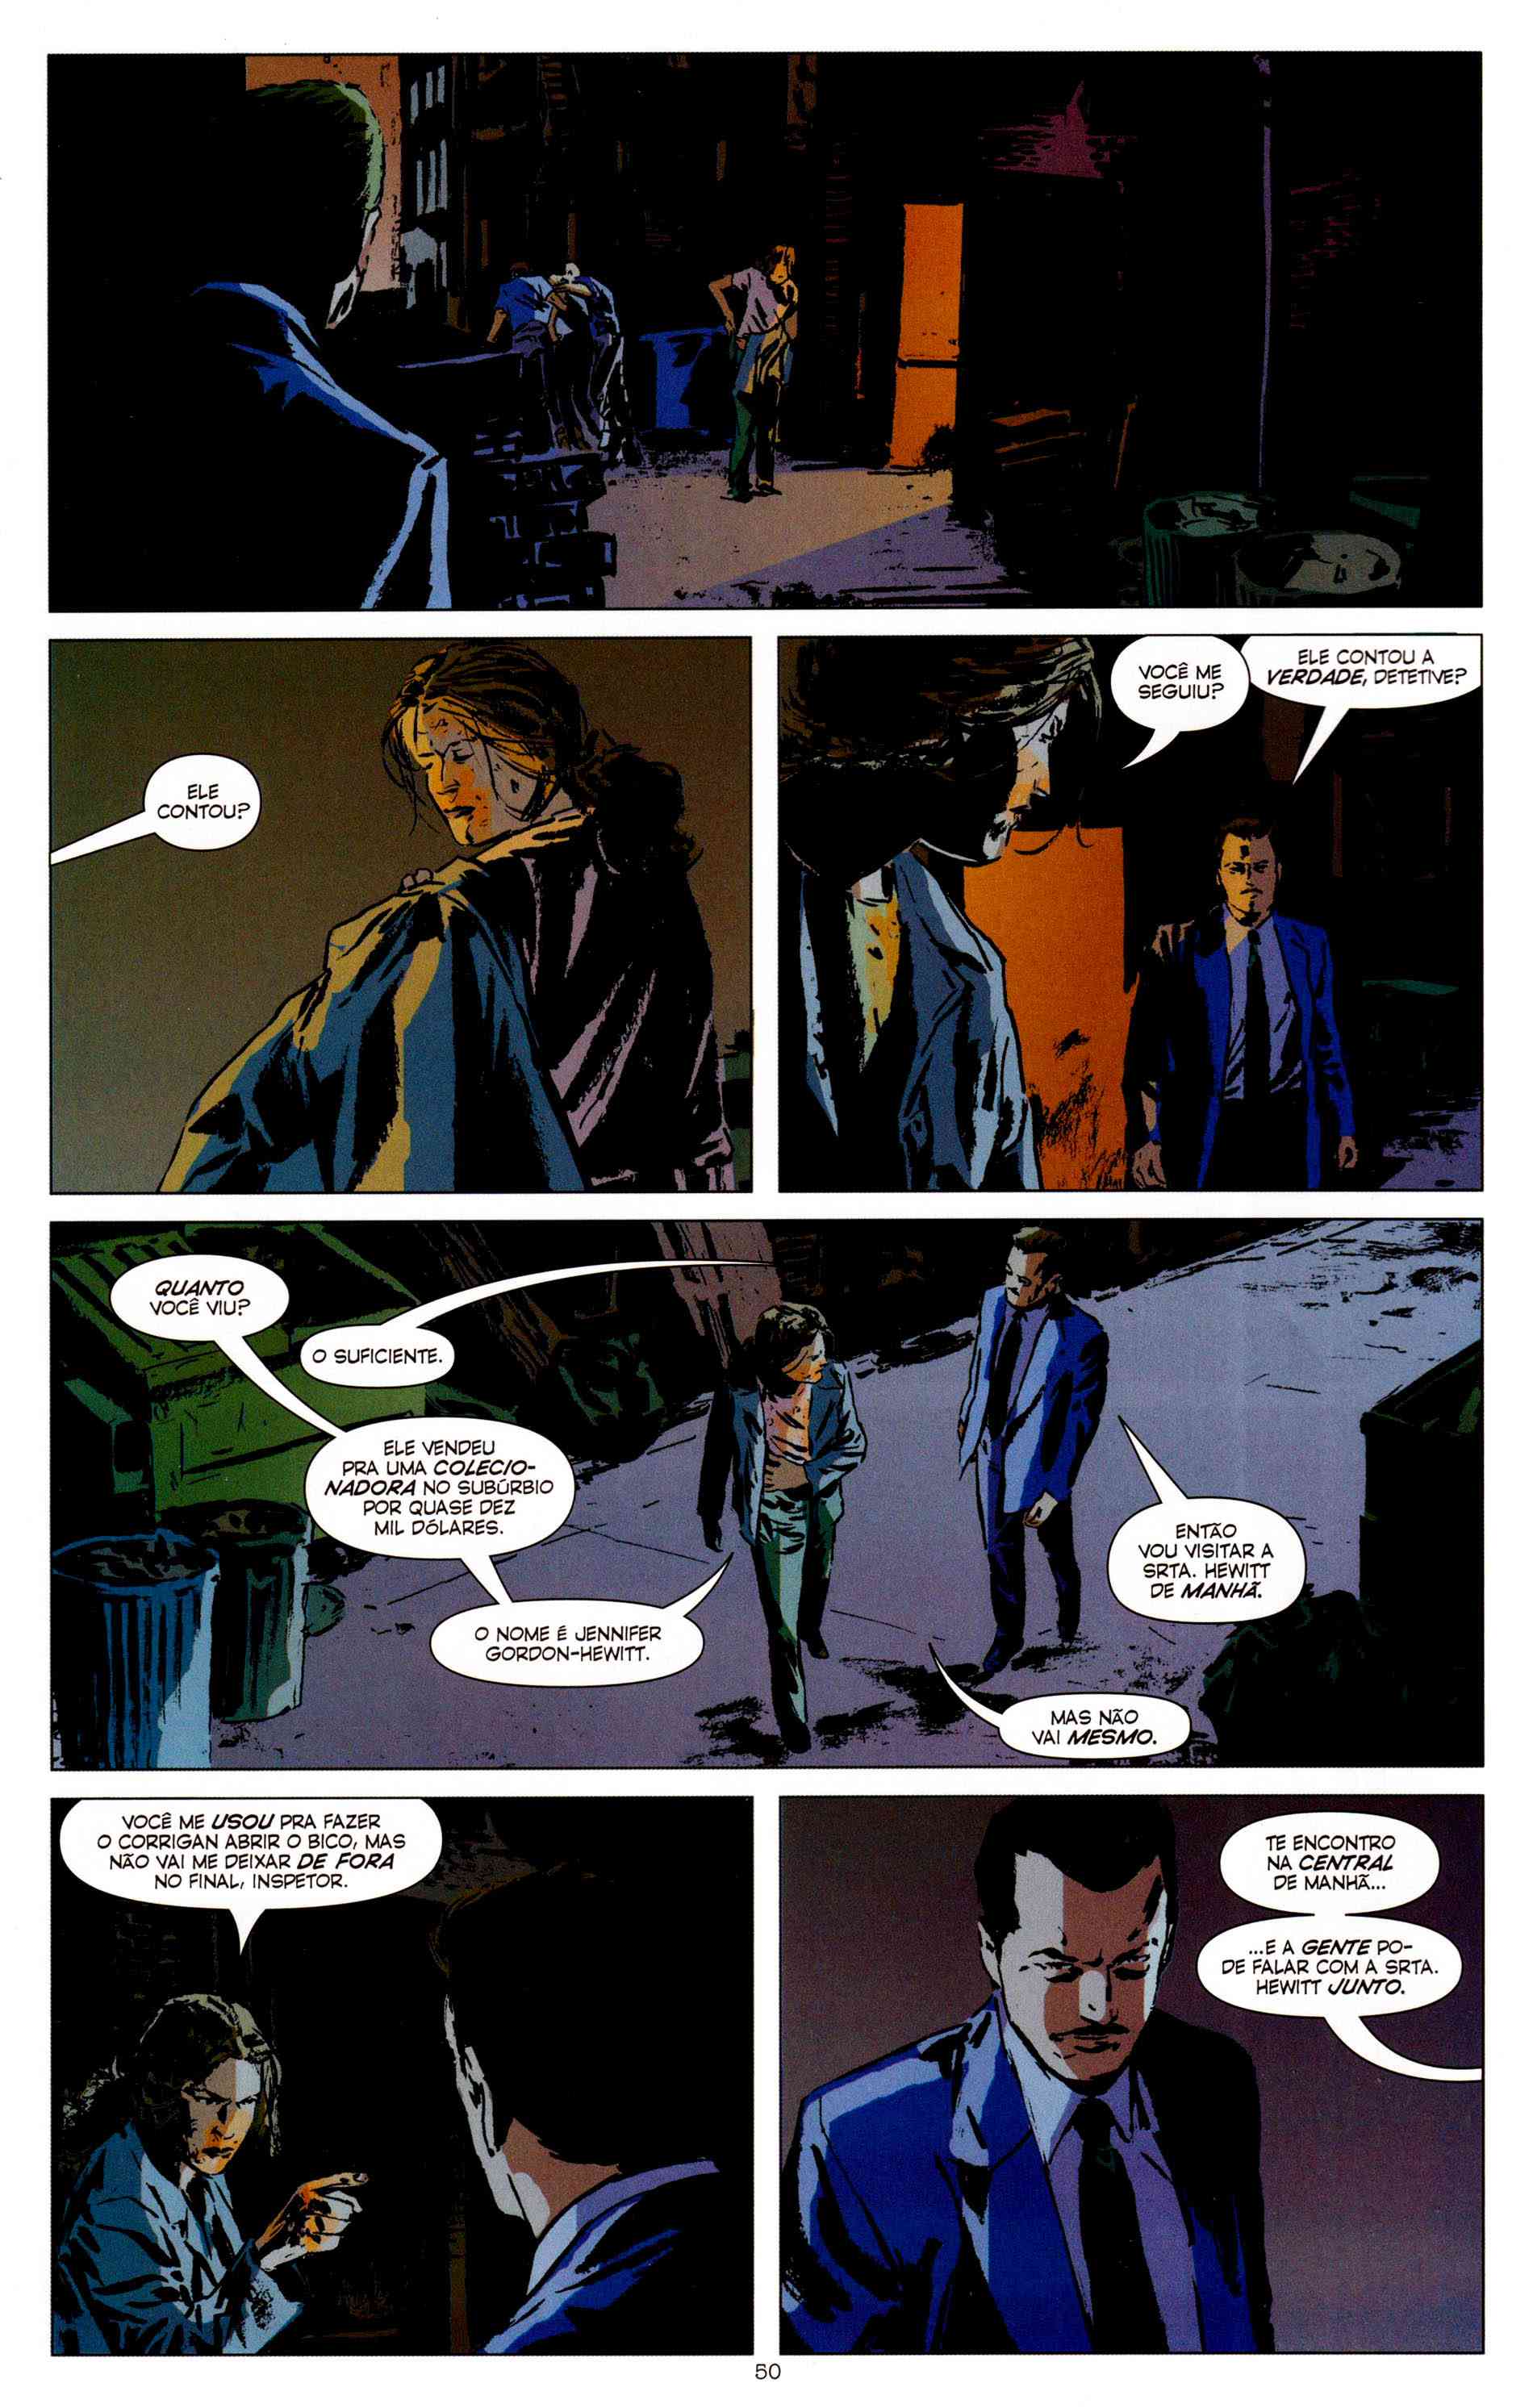 ELE
CONTOU?
VOCÊ ME
SEGUIU?
ELE CONTOU A
VERDADE, DETETIVE?
QUANTO
VOCÊ VIU?
O SUFICIENTE.
ELE VENDEU
PRA UMA COLECIO-
NADORA NO SUBÚRBIO
POR QUASE DEZ
MIL DÓLARES.
O NOME É JENNIFER
GORDON-HEWITT.
ENTÃO
VOU VISITAR A
SRTA. HEWITT
DE MANHÃ.
MAS NÃO
VAI MESMO.
VOCÊ ME USOU PRA FAZER
O CORRIGAN ABRIR O BICO, MAS
NÃO VAI ME DEIXAR DE FORA
NO FINAL, INSPETOR.
TE ENCONTRO
NA CENTRAL
DE MANHÃ...
...E A GENTE PO-
DE FALAR COM A SRTA.
HEWITT JUNTO.
50